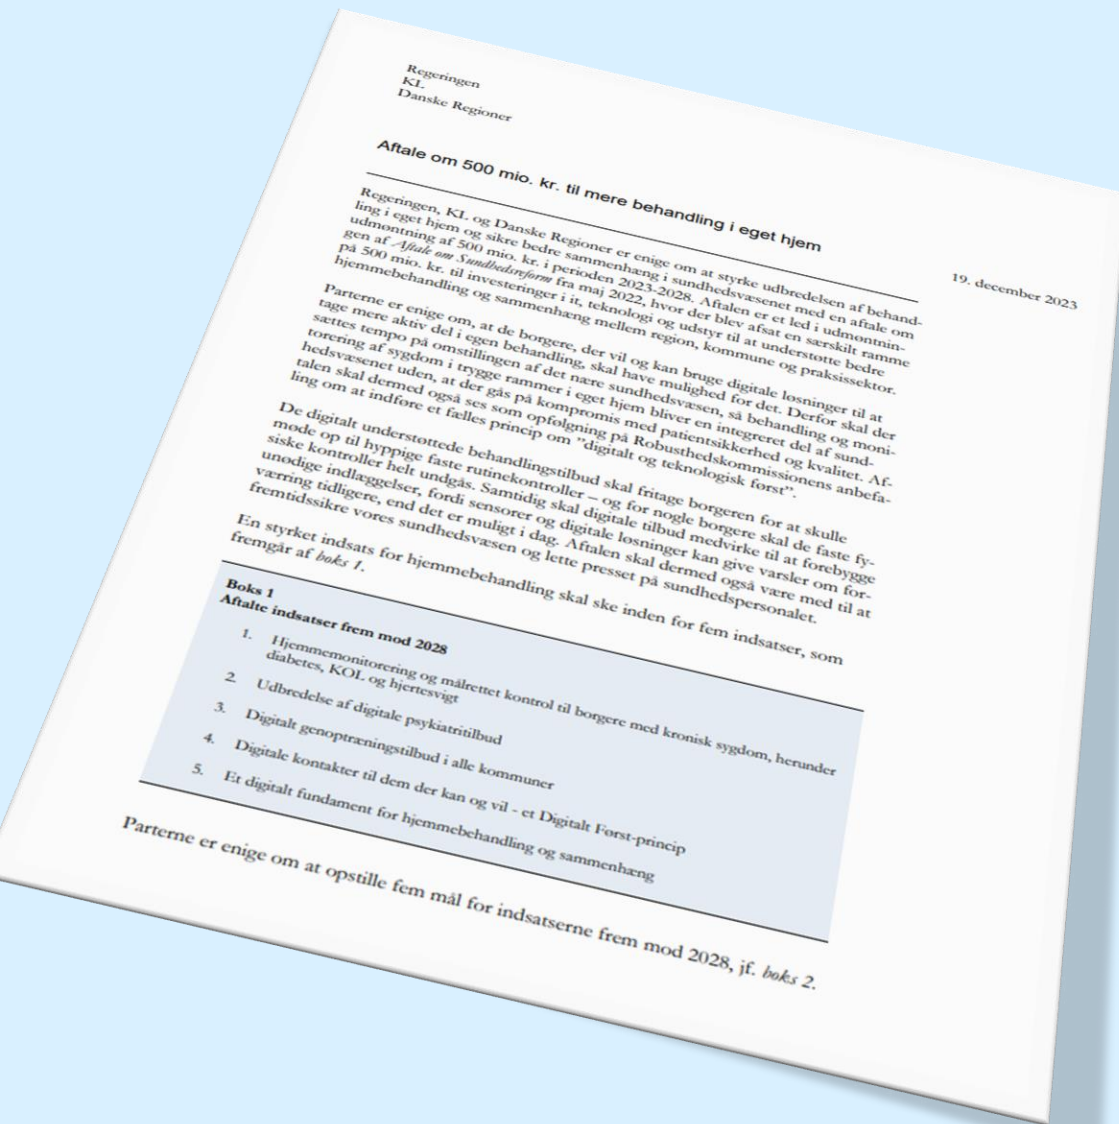 Regeringen
KL
Danske Regioner
Aftale om 500 mio. kr. til mere behandling i eget hjem
19. december 2023
Regeringen, KL og Danske Regioner er enige om at styrke udbredelsen af behand-
ling i eget hjem og sikre bedre sammenhæng i sundhedsvæsenet med en aftale om
udmøntning af 500 mio. kr. i perioden 2023-2028. Aftalen er et led i udmøntnin-
gen af Aftale om Sundhedsreform fra maj 2022, hvor der blev afsat en særskilt ramme
på 500 mio. kr. til investeringer i it, teknologi og udstyr til at understøtte bedre
hjemmebehandling og sammenhæng mellem region, kommune og praksissektor.
Parterne er enige om, at de borgere, der vil og kan bruge digitale løsninger til at
tage mere aktiv del i egen behandling, skal have mulighed for det. Derfor skal der
sættes tempo på omstillingen af det nære sundhedsvæsen, så behandling og moni-
torering af sygdom i trygge rammer i eget hjem bliver en integreret del af sund-
hedsvæsenet uden, at der gås på kompromis med patientsikkerhed og kvalitet. Af-
talen skal dermed også ses som opfølgning på Robusthedskommissionens anbefa-
ling om at indføre et fælles princip om ”digitalt og teknologisk først”.
De digitalt understøttede behandlingstilbud skal fritage borgeren for at skulle
møde op til hyppige faste rutinekontroller – og for nogle borgere skal de faste fy-
siske kontroller helt undgås. Samtidig skal digitale tilbud medvirke til at forebygge
unødige indlæggelser, fordi sensorer og digitale løsninger kan give varsler om for-
værring tidligere, end det er muligt i dag. Aftalen skal dermed også være med til at
fremtidssikre vores sundhedsvæsen og lette presset på sundhedspersonalet.
En styrket indsats for hjemmebehandling skal ske inden for fem indsatser, som
fremgår af boks 1.
Boks 1
Aftalte indsatser frem mod 2028
1. Hjemmemonitorering og målrettet kontrol til borgere med kronisk sygdom, herunder
diabetes, KOL og hjertesvigt
2. Udbredelse af digitale psykiatritilbud
3. Digitalt genoptræningstilbud i alle kommuner
4. Digitale kontakter til dem der kan og vil - et Digitalt Først-princip
5. Et digitalt fundament for hjemmebehandling og sammenhæng
Parterne er enige om at opstille fem mål for indsatserne frem mod 2028, jf. boks 2.